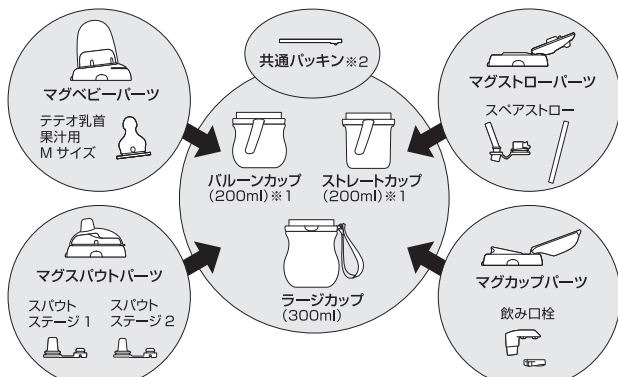 共通パッキン※2
マグベビーパーツ
テテオ乳首
果汁用
M サイズ
マグストローパーツ
スペアストロー
バルーンカップ
(200ml)※1
ストレートカップ
(200ml)※1
ラージカップ
(300ml)
マグスパウトパーツ
スパウト
ステージ 1
スパウト
ステージ 2
マグカップパーツ
飲み口栓